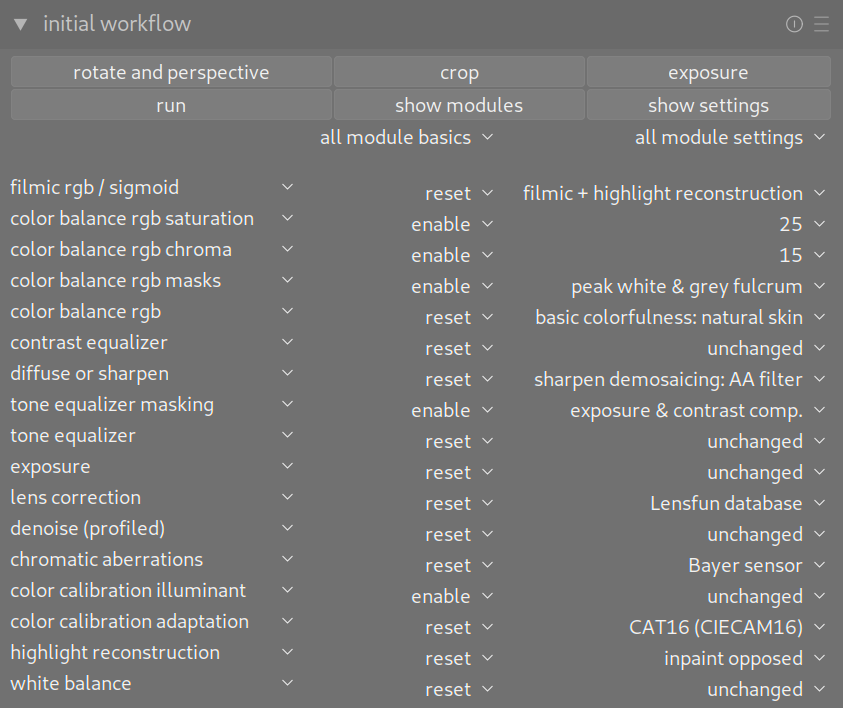 initial workflow
rotate and perspective crop exposure
run show modules show settings
all module basics all module settings
filmic rgb / sigmoid reset filmic + highlight reconstruction
color balance rgb saturation enable 25
color balance rgb chroma enable 15
color balance rgb masks enable peak white & grey fulcrum
color balance rgb reset basic colorfulness: natural skin
contrast equalizer reset unchanged
diffuse or sharpen reset sharpen demosaicing: AA filter
tone equalizer masking enable exposure & contrast comp.
tone equalizer reset unchanged
exposure reset unchanged
lens correction reset Lensfun database
denoise (profiled) reset unchanged
chromatic aberrations reset Bayer sensor
color calibration illuminant enable unchanged
color calibration adaptation reset CAT16 (CIECAM16)
highlight reconstruction reset inpaint opposed
white balance reset unchanged